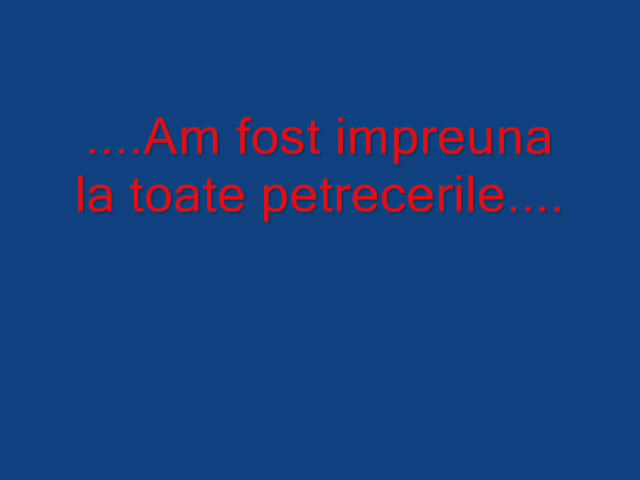 ....Am fost impreuna
la toate petrecerile....